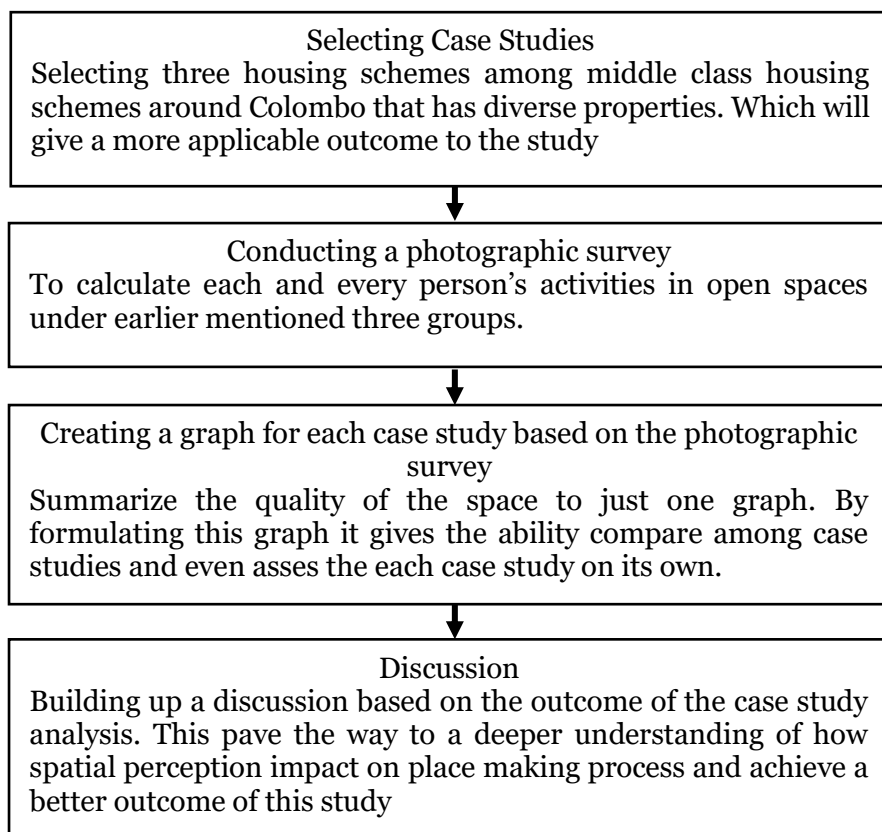 Selecting Case Studies
Selecting three housing schemes among middle class housing
schemes around Colombo that has diverse properties. Which will
give a more applicable outcome to the study
Conducting a photographic survey
To calculate each and every person’s activities in open spaces
under earlier mentioned three groups.
Creating a graph for each case study based on the photographic
survey
Summarize the quality of the space to just one graph. By
formulating this graph it gives the ability compare among case
studies and even asses the each case study on its own.
Discussion
Building up a discussion based on the outcome of the case study
analysis. This pave the way to a deeper understanding of how
spatial perception impact on place making process and achieve a
better outcome of this study